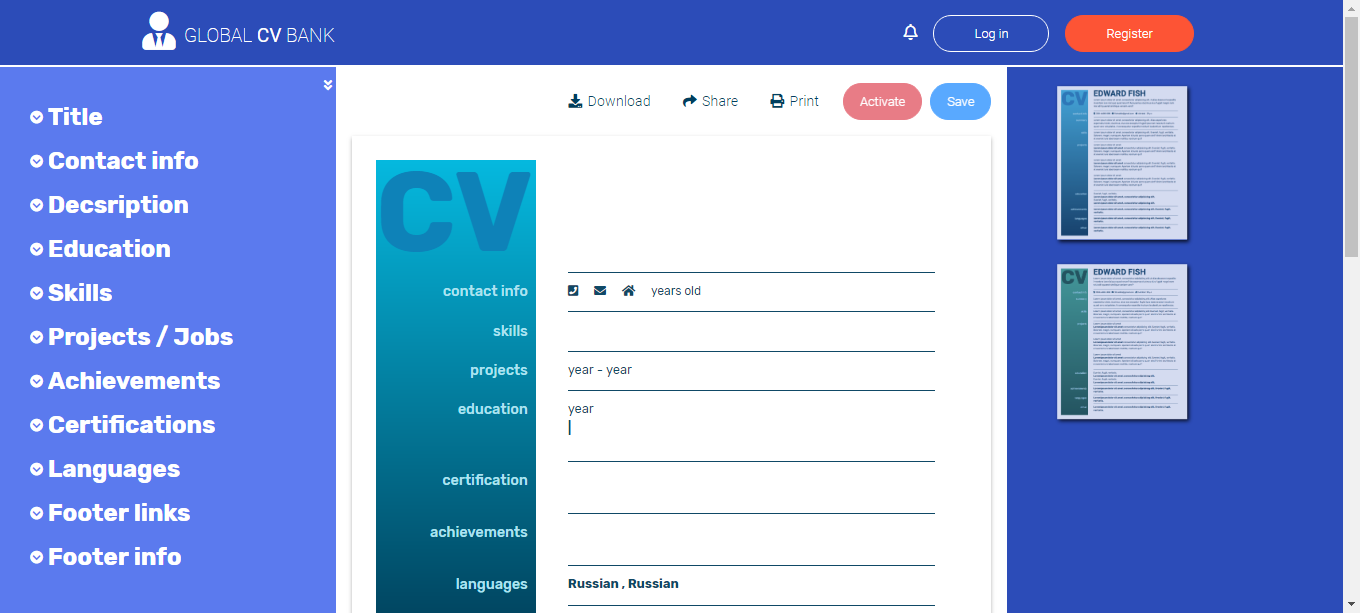 GLOBAL CV BANK
Log in
Register
Title
Contact info
Decsription
Education
Skills
Projects / Jobs
Achievements
Certifications
Languages
Footer links
Footer info
Download
Share
Print
Activate
Save
CV
contact info
years old
skills
projects
year - year
education
year
certification
achievements
languages
Russian , Russian
CV
EDWARD FISH
CV
EDWARD FISH